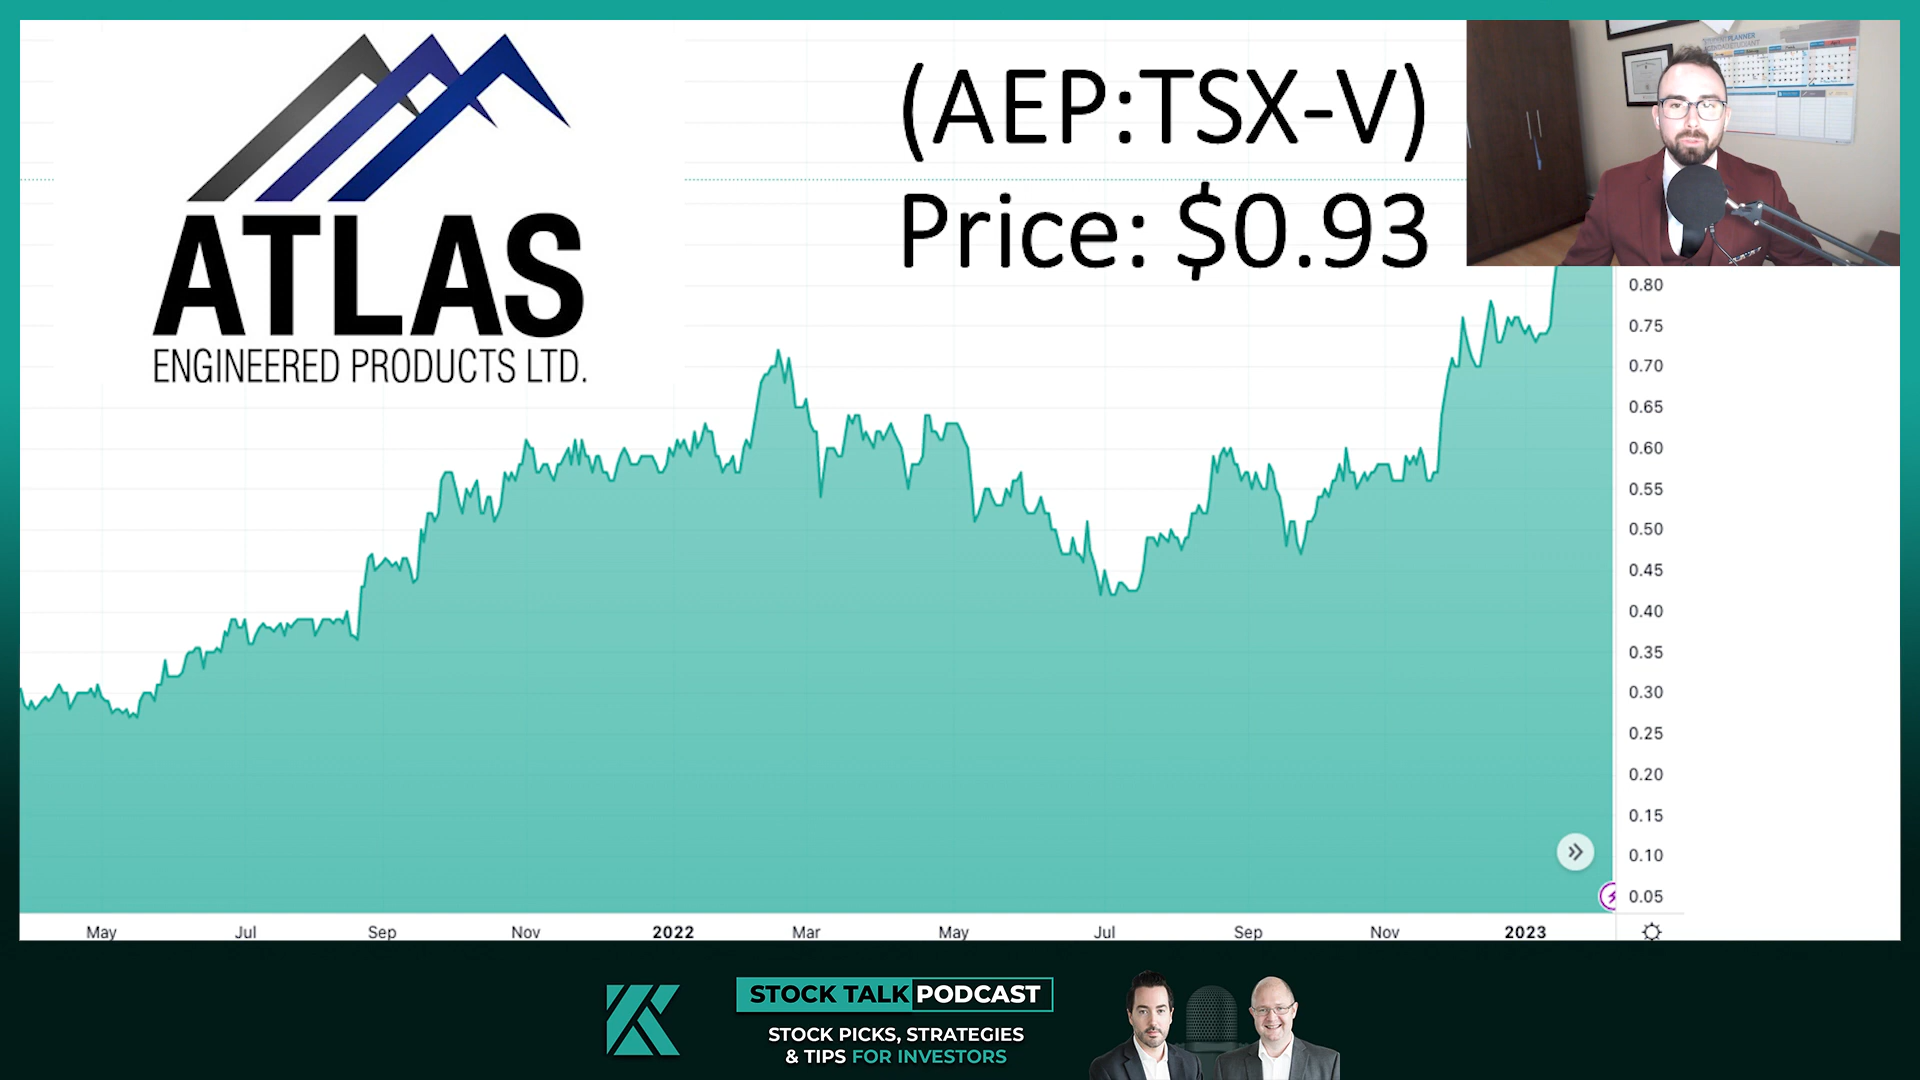 ATLAS
ENGINEERED PRODUCTS LTD.
(AEP:TSX-V)
Price: $0.93
0.80
0.75
0.70
0.65
0.60
0.55
0.50
0.45
0.40
0.35
0.30
0.25
0.20
0.15
0.10
0.05
May Jul Sep Nov 2022 Mar May Jul Sep Nov 2023
STOCK TALK PODCAST
STOCK PICKS, STRATEGIES
& TIPS FOR INVESTORS